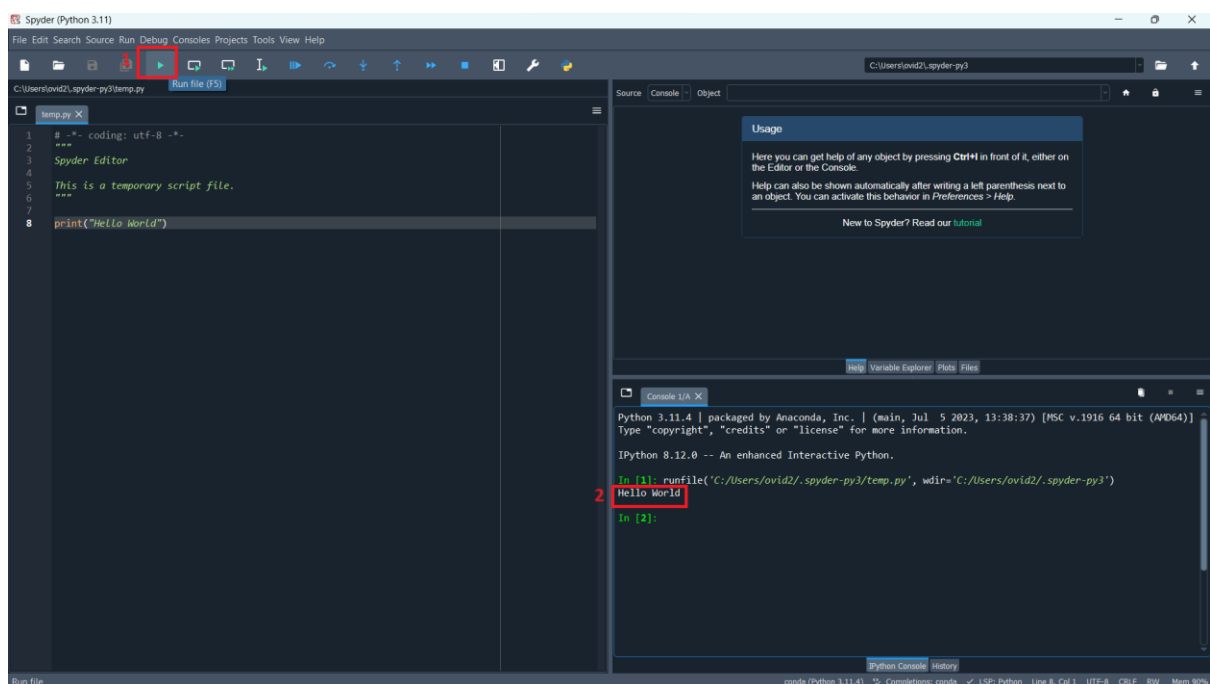 Spyder (Python 3.11)
File Edit Search Source Run Debug Consoles Projects Tools View Help
1
C:\Users\ovid2\.spyder-py3
C:\Users\ovid2\.spyder-py3\temp.py
Run file (F5)
temp.py
1 # -*- coding: utf-8 -*-
2 """
3 Spyder Editor
4
5 This is a temporary script file.
6 """
7
8 print("Hello World")
Source Console Object
Usage
Here you can get help of any object by pressing Ctrl+I in front of it, either on
the Editor or the Console.
Help can also be shown automatically after writing a left parenthesis next to
an object. You can activate this behavior in Preferences > Help.
New to Spyder? Read our tutorial
Help Variable Explorer Plots Files
Console 1/A
Python 3.11.4 | packaged by Anaconda, Inc. | (main, Jul 5 2023, 13:38:37) [MSC v.1916 64 bit (AMD64)]
Type "copyright", "credits" or "license" for more information.
IPython 8.12.0 -- An enhanced Interactive Python.
In [1]: runfile('C:/Users/ovid2/.spyder-py3/temp.py', wdir='C:/Users/ovid2/.spyder-py3')
2 Hello World
In [2]:
IPython Console History
Run file
conda (Python 3.11.4) Completions: conda LSP: Python Line 8, Col 1 UTF-8 CRLF RW Mem 90%